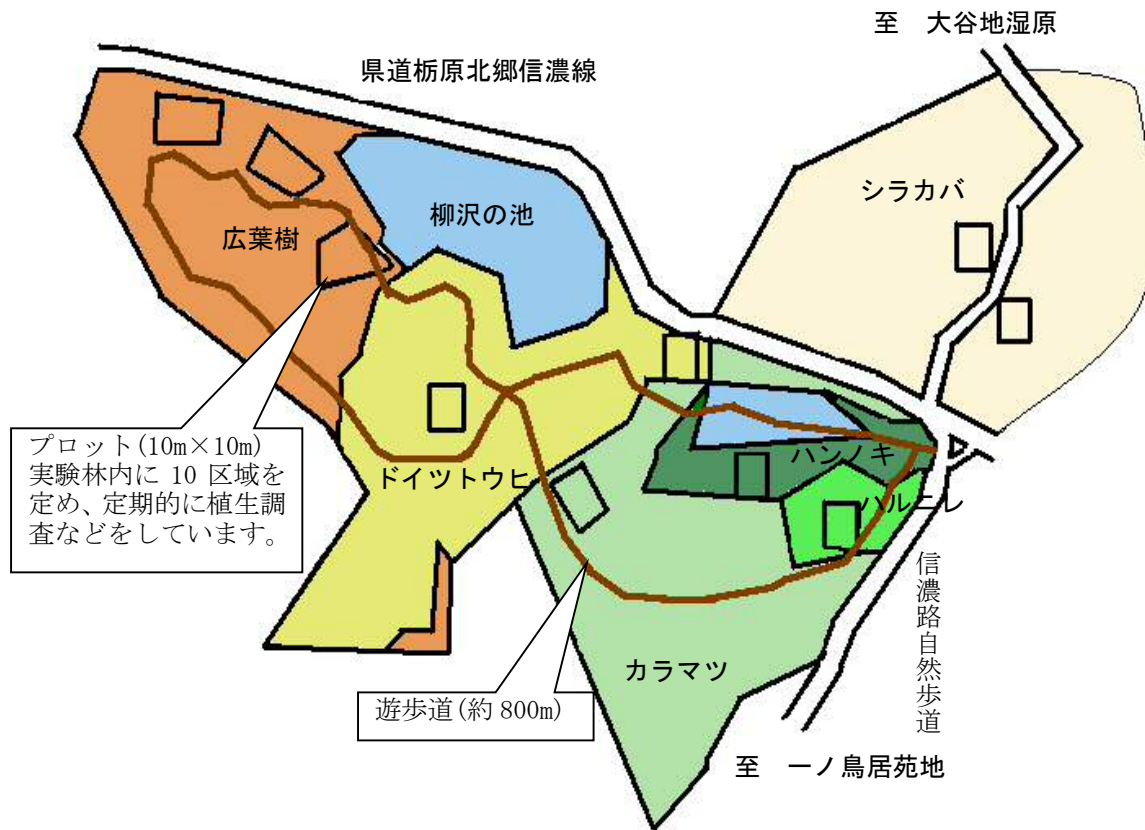 至　大谷地湿原
県道栃原北郷信濃線
シラカバ
柳沢の池
広葉樹
プロット(10m×10m)
実験林内に 10 区域を
定め、定期的に植生調
査などをしています。
ドイツトウヒ
ハンノキ
ハルニレ
信濃路自然歩道
カラマツ
遊歩道(約 800m)
至　一ノ鳥居苑地